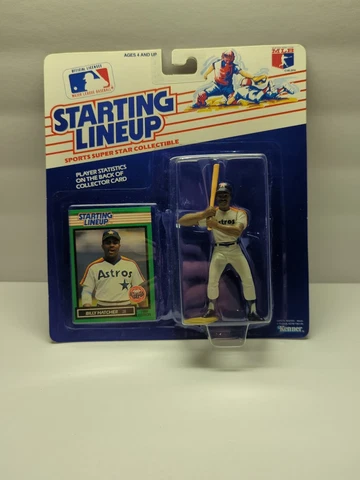 AGES 4 AND UP
MLB
STARTING
LINEUP
SPORTS SUPER STAR COLLECTIBLE
PLAYER STATISTICS
ON THE BACK OF
COLLECTOR CARD
STARTING
LINEUP
Astros
BILLY HATCHER
Astros
Kenner